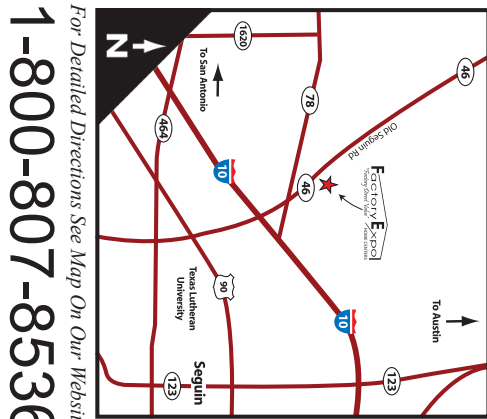 46
To Austin
123
Old Seguin Rd
Factory Expo
10
78
46
1620
10
90
To San Antonio
Seguin
Texas Lutheran
University
123
464
N
For Detailed Directions See Map On Our Websit
1-800-807-8536